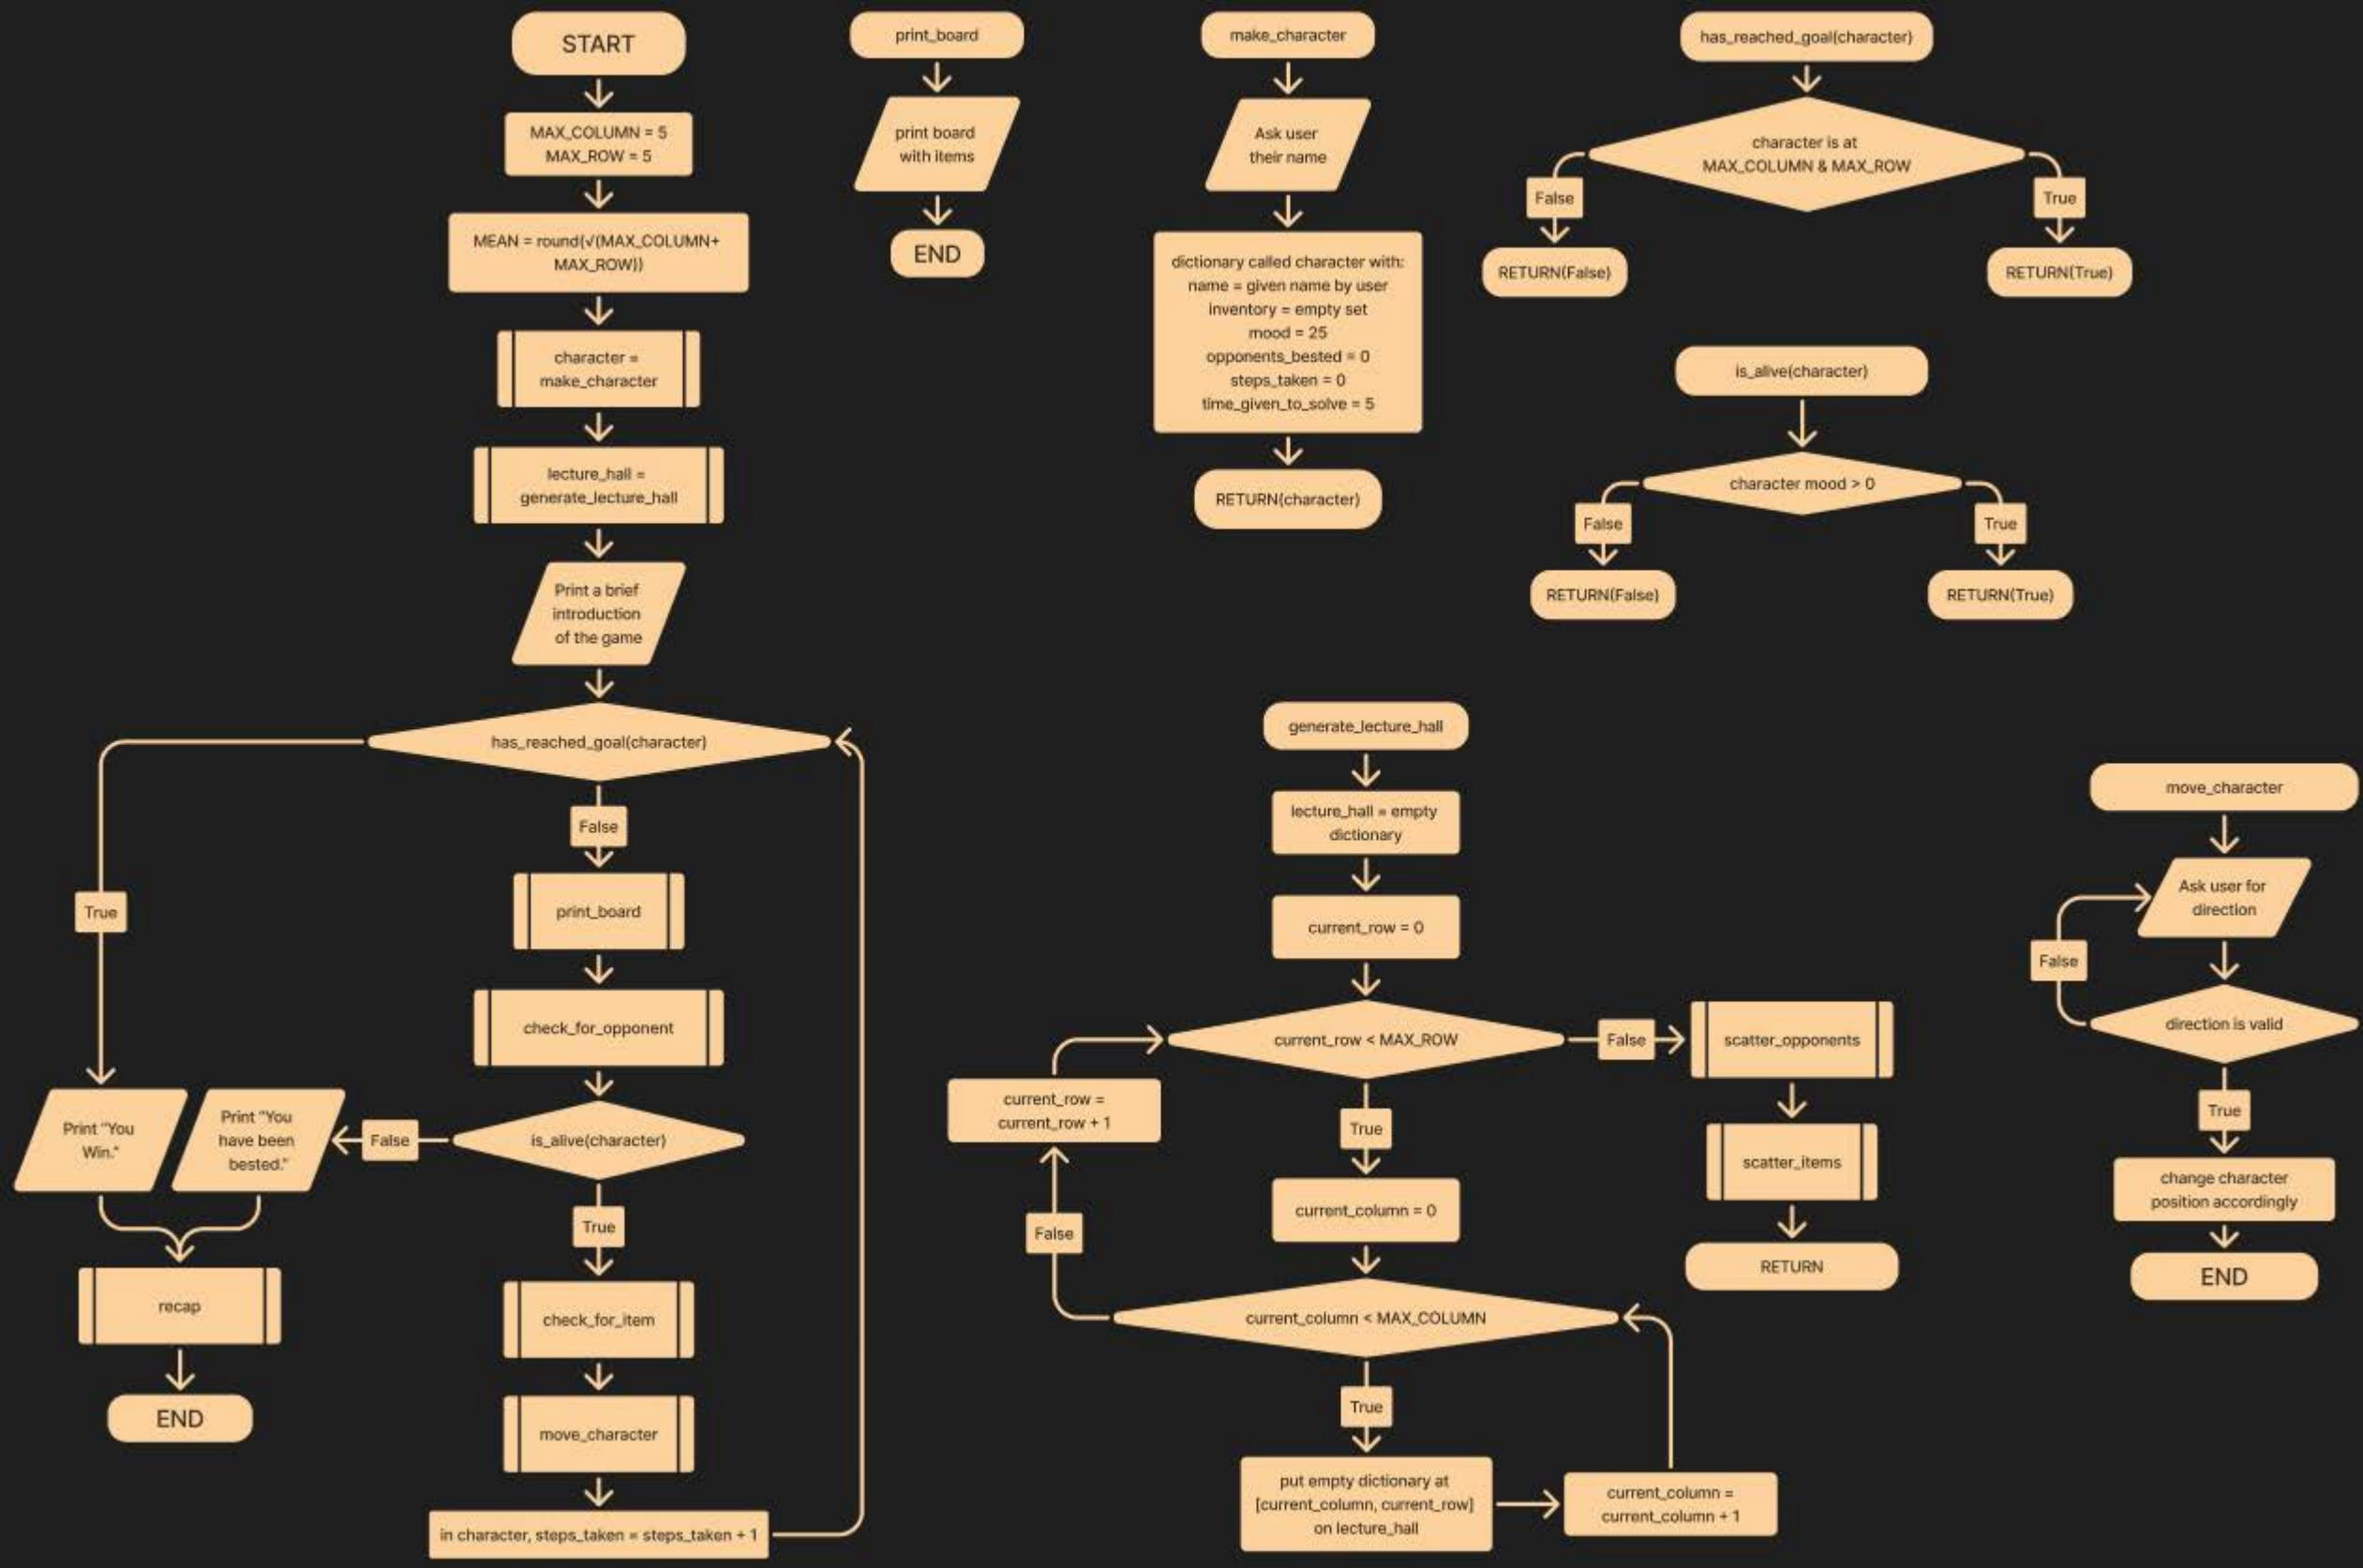 START
MAX_COLUMN = 5
MAX_ROW = 5
MEAN = round(√(MAX_COLUMN+
MAX_ROW))
character =
make_character
lecture_hall =
generate_lecture_hall
Print a brief
introduction
of the game
has_reached_goal(character)
False
True
print_board
check_for_opponent
is_alive(character)
False
Print "You
have been
bested."
Print "You
Win."
recap
END
True
check_for_item
move_character
in character, steps_taken = steps_taken + 1
print_board
print board
with items
END
make_character
Ask user
their name
dictionary called character with:
name = given name by user
inventory = empty set
mood = 25
opponents_bested = 0
steps_taken = 0
time_given_to_solve = 5
RETURN(character)
has_reached_goal(character)
character is at
MAX_COLUMN & MAX_ROW
False
True
RETURN(False)
RETURN(True)
is_alive(character)
character mood > 0
False
True
RETURN(False)
RETURN(True)
generate_lecture_hall
lecture_hall = empty
dictionary
current_row = 0
current_row < MAX_ROW
False
scatter_opponents
scatter_items
RETURN
True
current_row =
current_row + 1
current_column = 0
False
current_column < MAX_COLUMN
True
put empty dictionary at
[current_column, current_row]
on lecture_hall
current_column =
current_column + 1
move_character
Ask user for
direction
False
direction is valid
True
change character
position accordingly
END